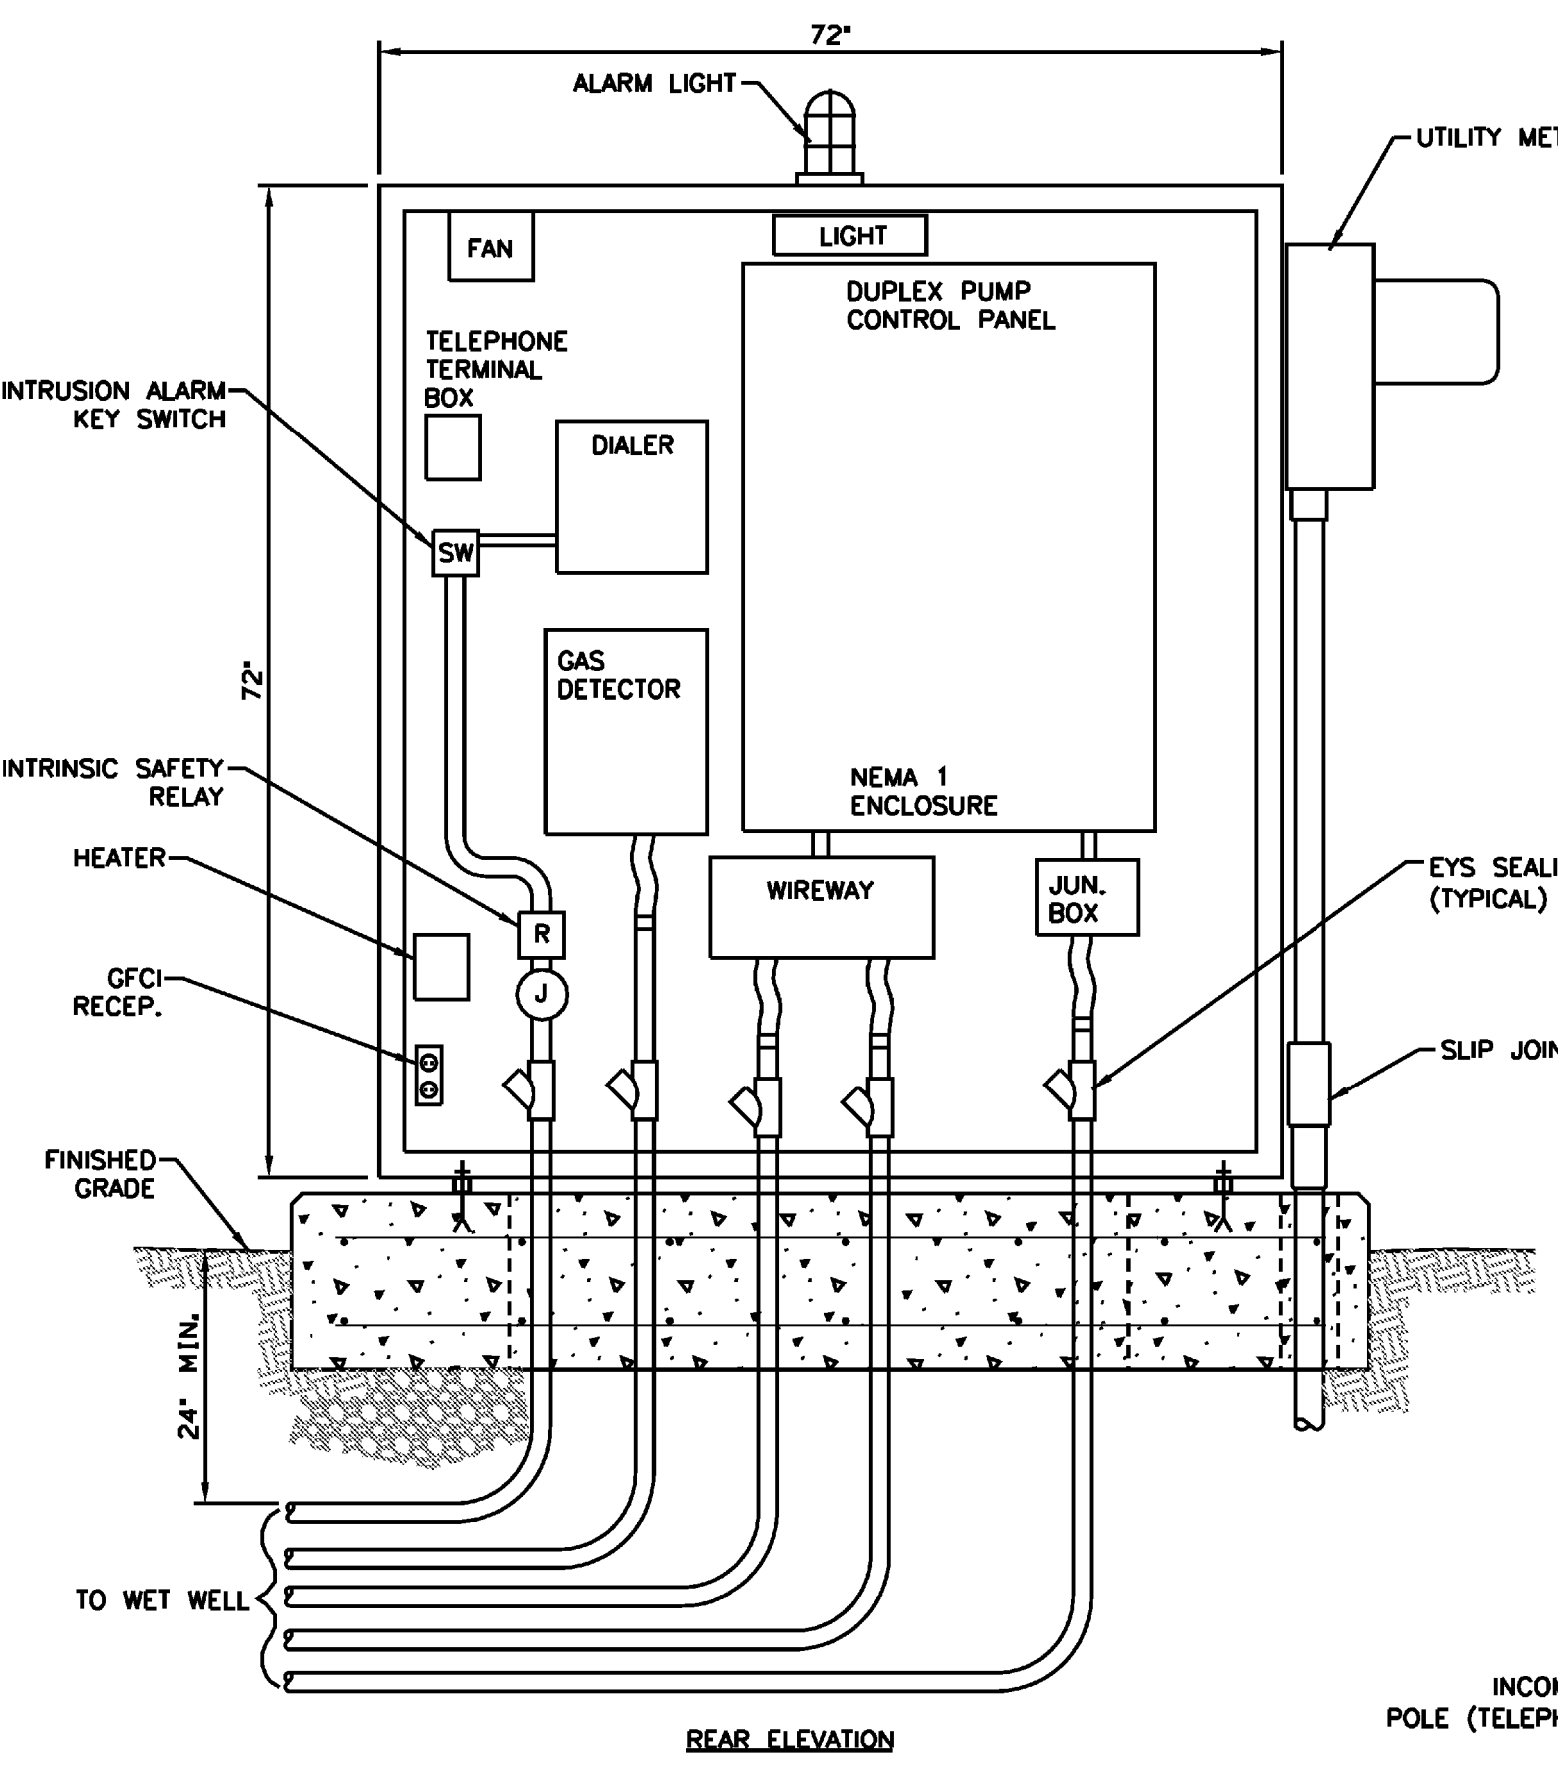 72"
ALARM LIGHT
UTILITY MET
FAN
LIGHT
DUPLEX PUMP
CONTROL PANEL
TELEPHONE
TERMINAL
BOX
INTRUSION ALARM
KEY SWITCH
DIALER
SW
72"
GAS
DETECTOR
INTRINSIC SAFETY
RELAY
NEMA 1
ENCLOSURE
HEATER
WIREWAY
JUN.
BOX
EYS SEALI
(TYPICAL)
R
GFCI
RECEP.
J
SLIP JOIN
FINISHED
GRADE
24" MIN.
TO WET WELL
INCOM
POLE (TELEPH
REAR ELEVATION